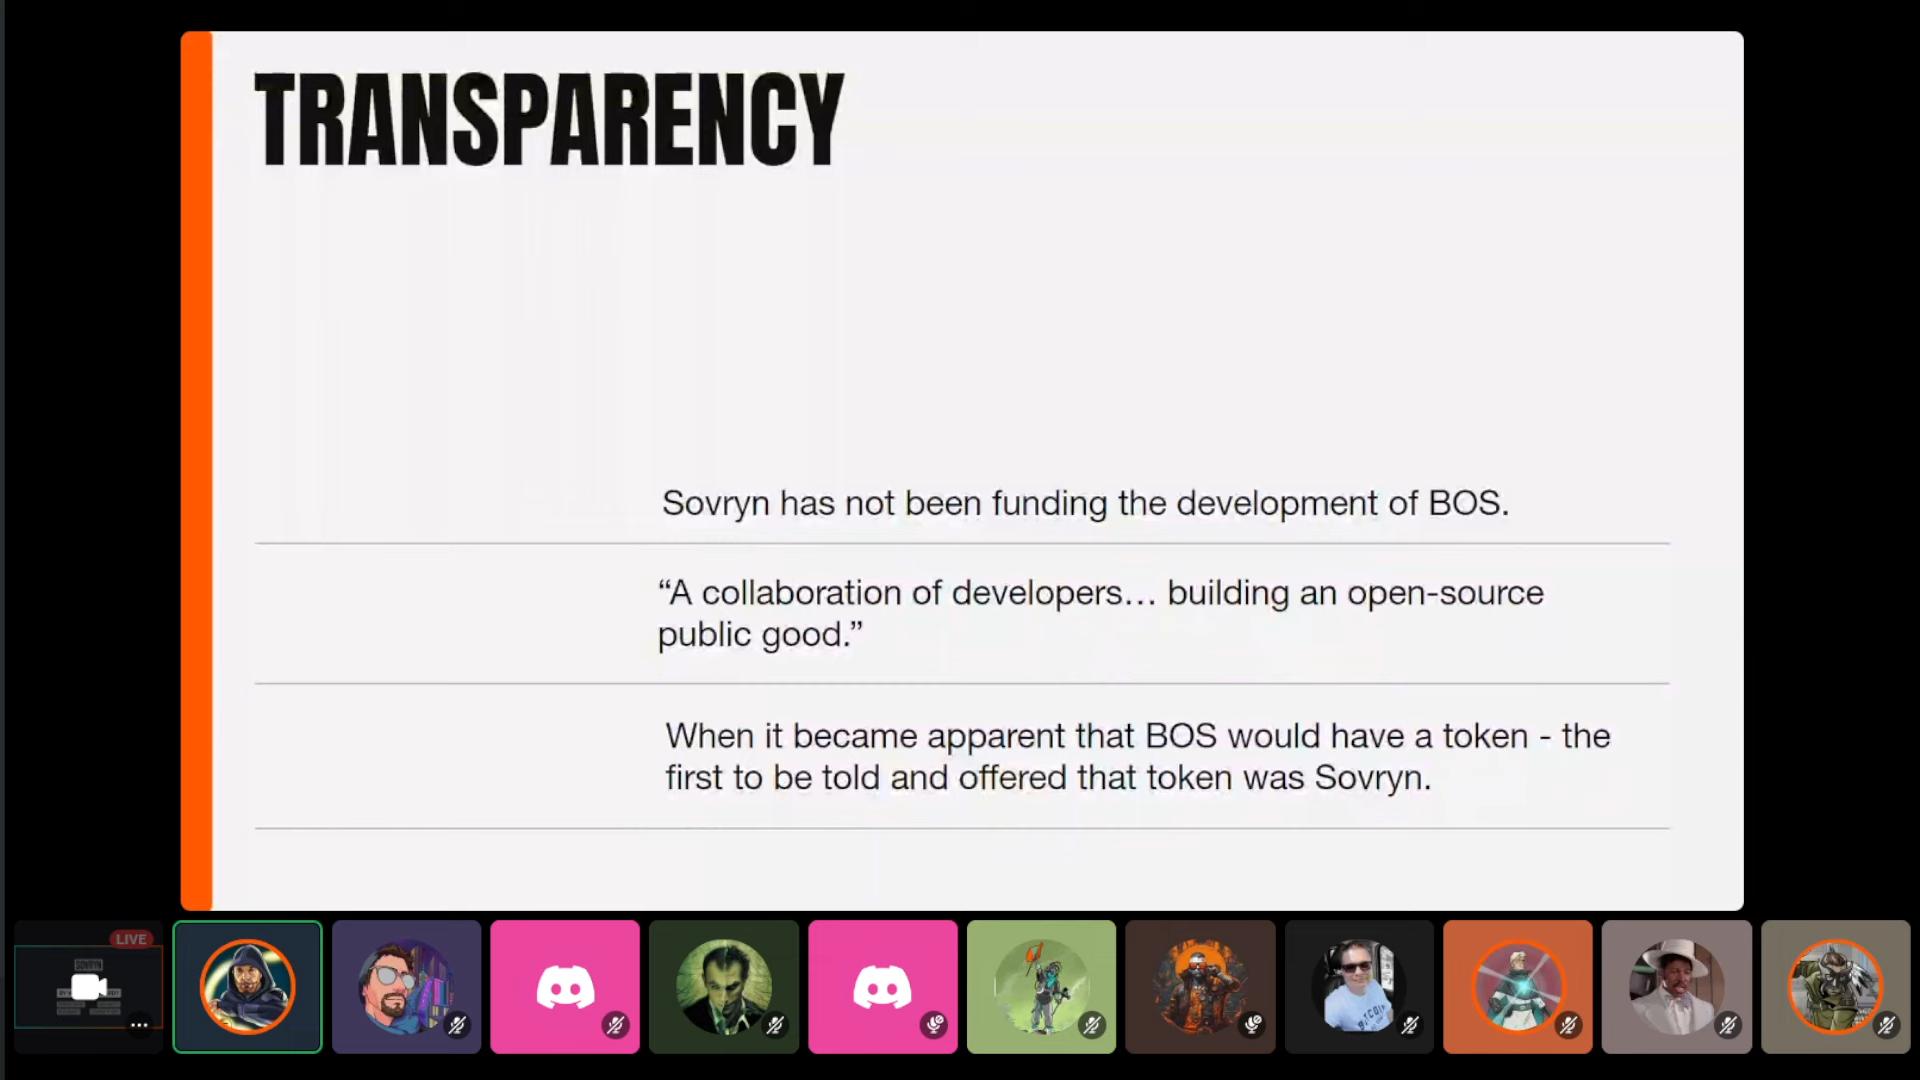 TRANSPARENCY
Sovryn has not been funding the development of BOS.
“A collaboration of developers… building an open-source
public good.”
When it became apparent that BOS would have a token - the
first to be told and offered that token was Sovryn.
LIVE
SOVRYN